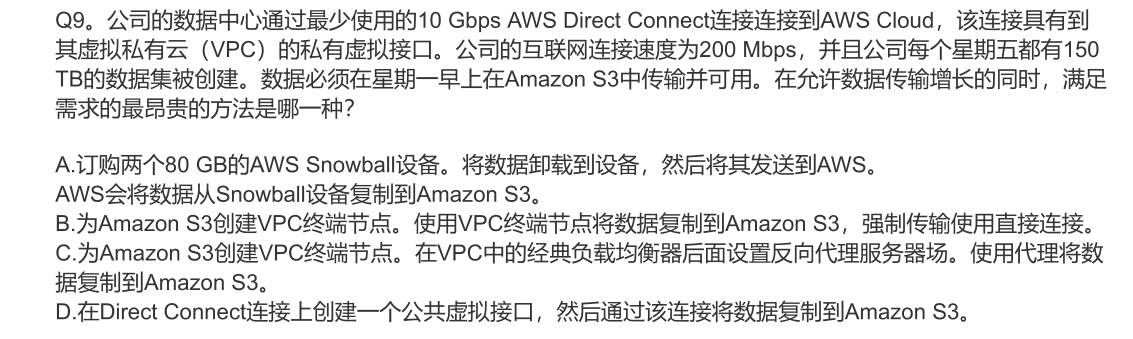 Q9。公司的数据中心通过最少使用的10 Gbps AWS Direct Connect连接连接到AWS Cloud，该连接具有到
其虚拟私有云（VPC）的私有虚拟接口。公司的互联网连接速度为200 Mbps，并且公司每个星期五都有150
TB的数据集被创建。数据必须在星期一早上在Amazon S3中传输并可用。在允许数据传输增长的同时，满足
需求的最昂贵的方法是哪一种？
A.订购两个80 GB的AWS Snowball设备。将数据卸载到设备，然后将其发送到AWS。
AWS会将数据从Snowball设备复制到Amazon S3。
B.为Amazon S3创建VPC终端节点。使用VPC终端节点将数据复制到Amazon S3，强制传输使用直接连接。
C.为Amazon S3创建VPC终端节点。在VPC中的经典负载均衡器后面设置反向代理服务器场。使用代理将数
据复制到Amazon S3。
D.在Direct Connect连接上创建一个公共虚拟接口，然后通过该连接将数据复制到Amazon S3。